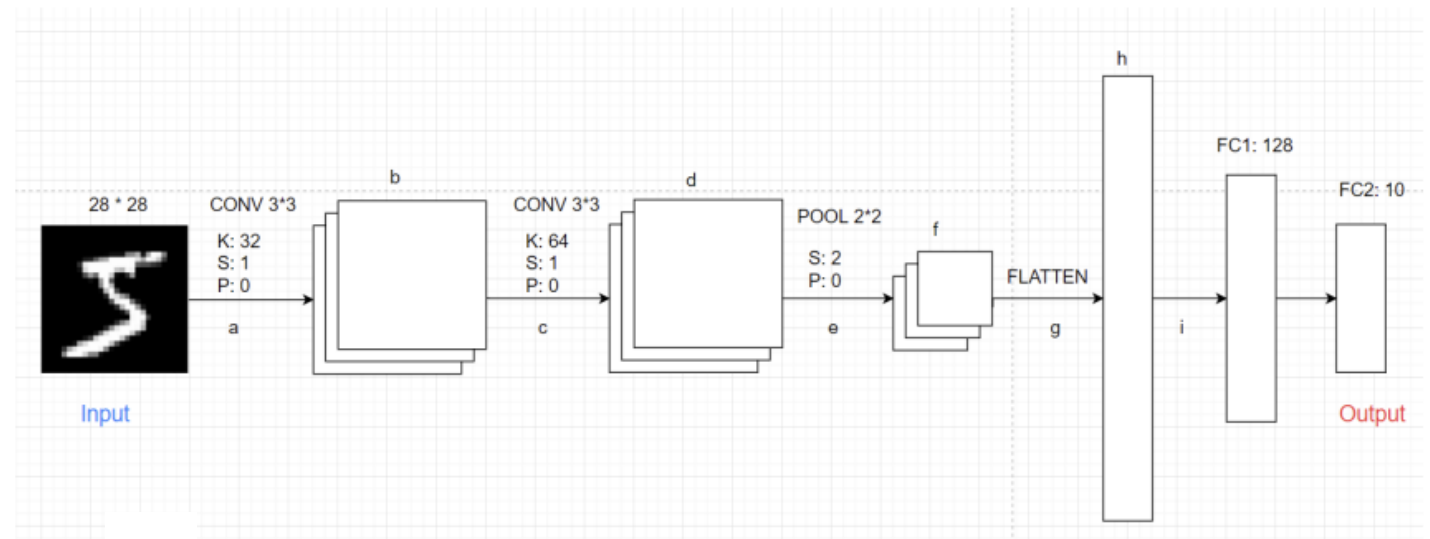 28 * 28
CONV 3*3
K: 32
S: 1
P: 0
a
Input
b
CONV 3*3
K: 64
S: 1
P: 0
c
d
POOL 2*2
S: 2
P: 0
e
f
FLATTEN
g
h
i
FC1: 128
FC2: 10
Output